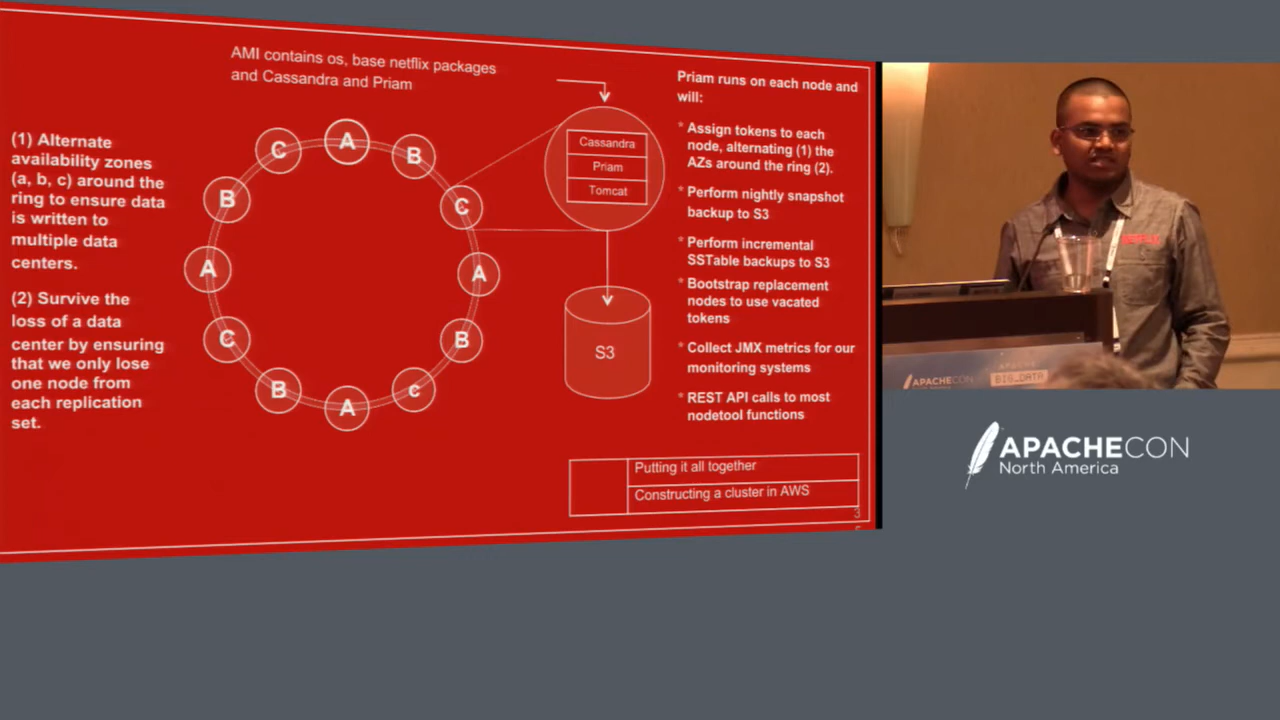 AMI contains os, base netflix packages
and Cassandra and Priam
(1) Alternate
availability zones
(a, b, c) around the
ring to ensure data
is written to
multiple data
centers.
(2) Survive the
loss of a data
center by ensuring
that we only lose
one node from
each replication
set.
A
B
C
A
B
c
A
B
C
A
B
C
Cassandra
Priam
Tomcat
S3
Priam runs on each node and
will:
* Assign tokens to each
node, alternating (1) the
AZs around the ring (2).
* Perform nightly snapshot
backup to S3
* Perform incremental
SSTable backups to S3
* Bootstrap replacement
nodes to use vacated
tokens
* Collect JMX metrics for our
monitoring systems
* REST API calls to most
nodetool functions
Putting it all together
Constructing a cluster in AWS
3
NETFLIX
APACHECON
APACHE
BIG_DATA
APACHECON
North America